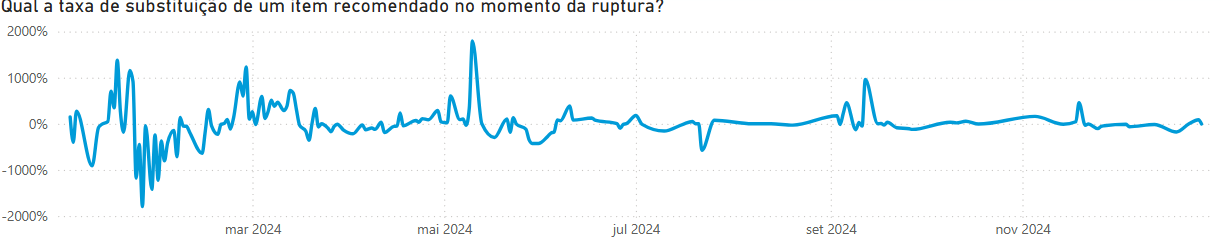 Qual a taxa de substituição de um item recomendado no momento da ruptura?
2000%
1000%
0%
-1000%
-2000%
mar 2024 mai 2024 jul 2024 set 2024 nov 2024